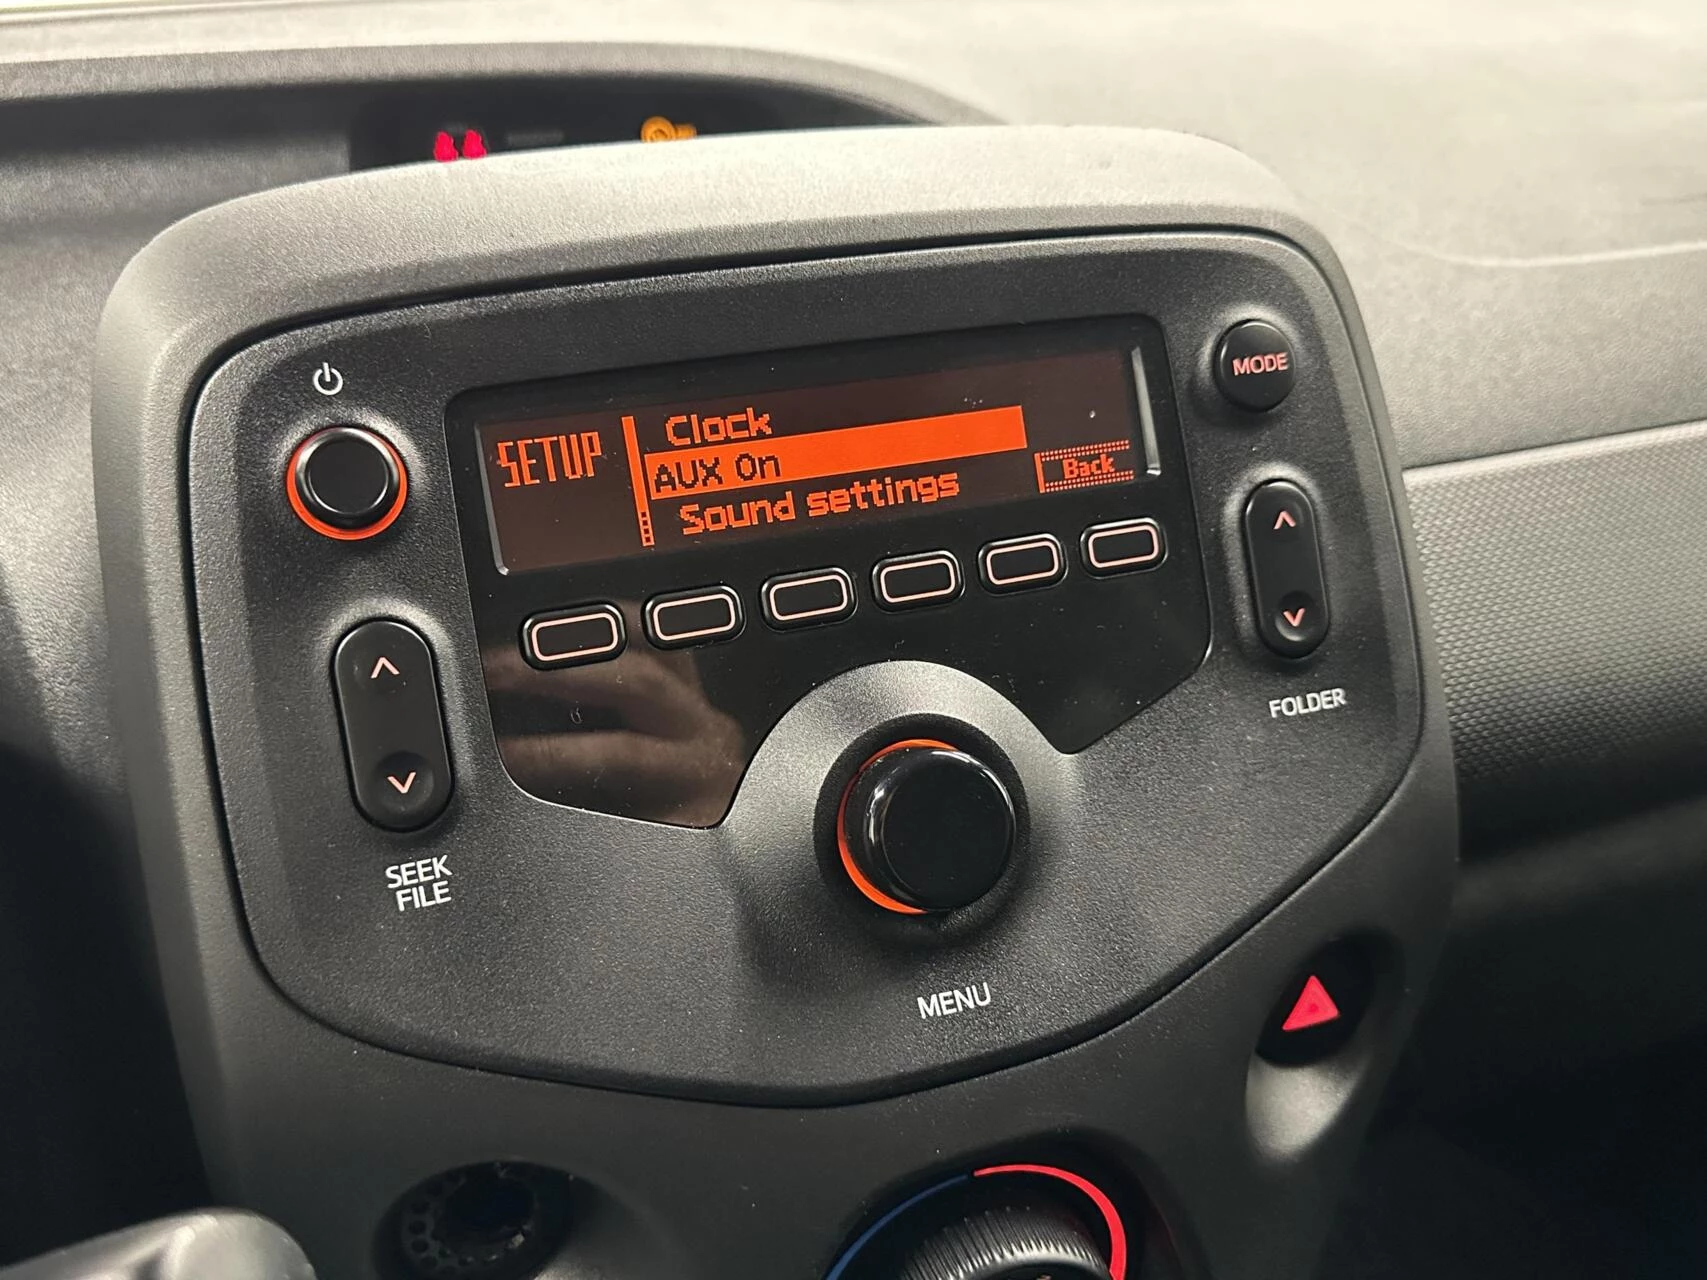 MODE
SETUP
Clock
AUX On
Sound settings
Back
SEEK
FILE
FOLDER
MENU